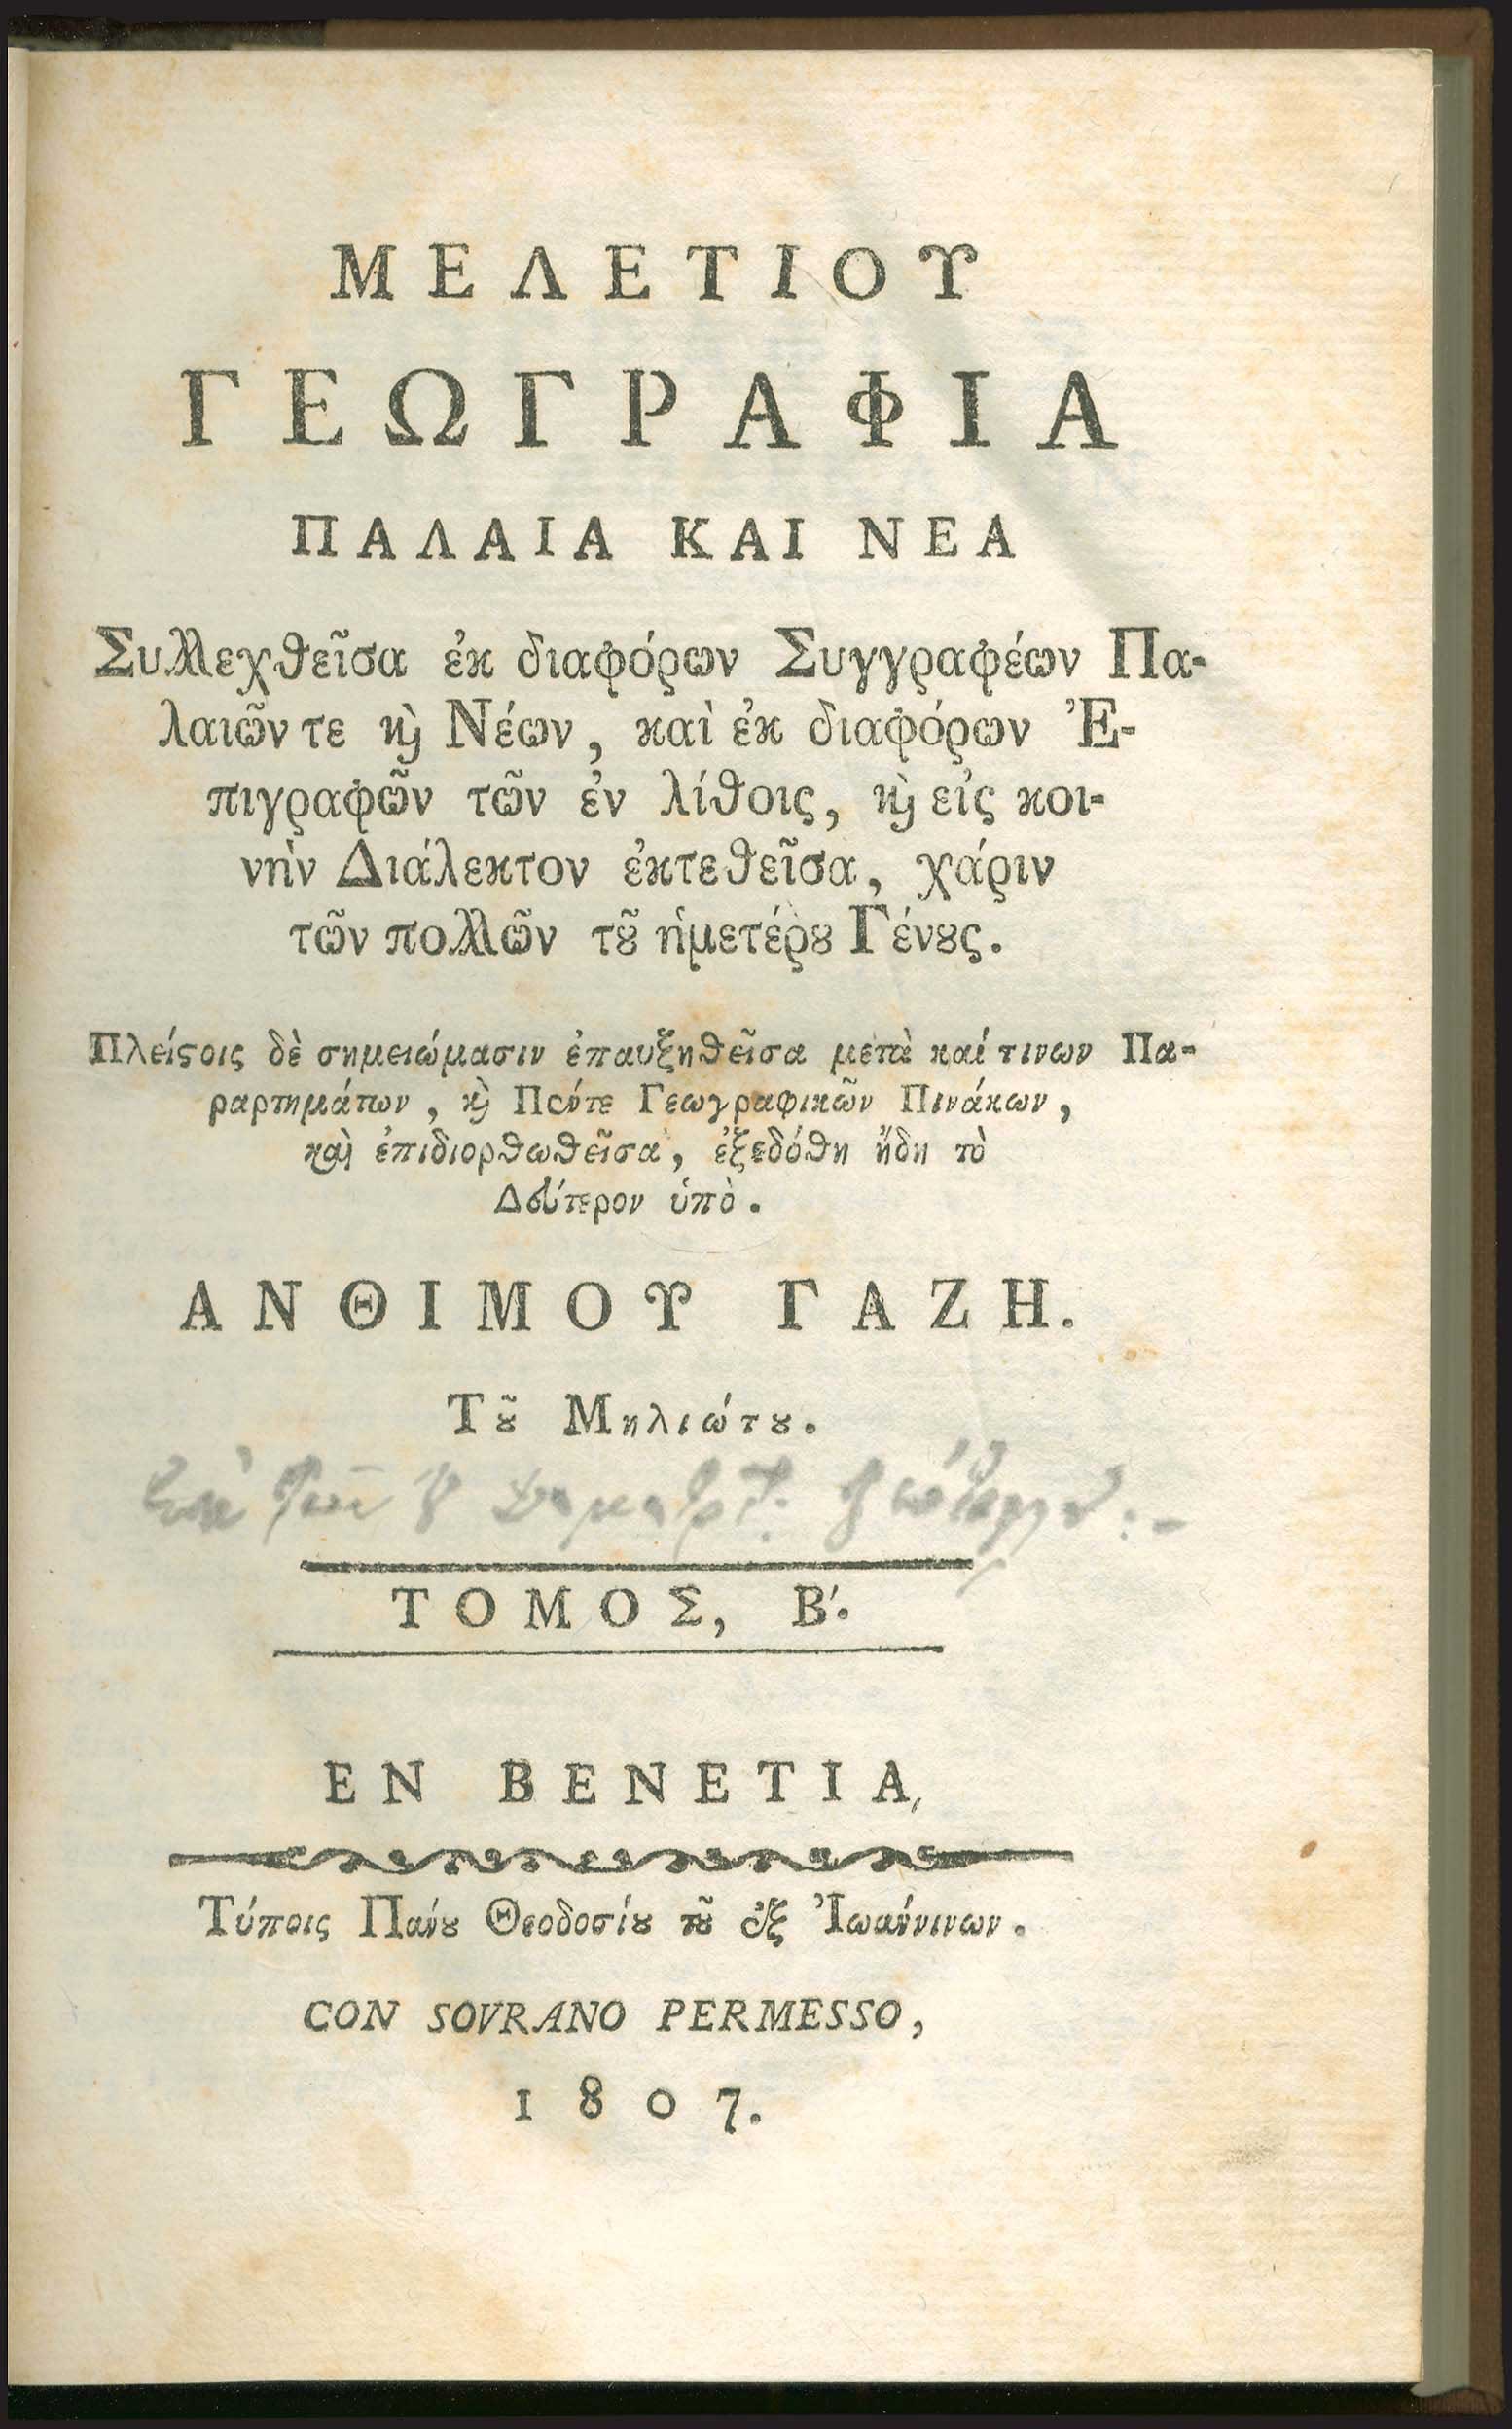 ΜΕΛΕΤΙΟΥ
ΓΕΩΓΡΑΦΙΑ
ΠΑΛΑΙΑ ΚΑΙ ΝΕΑ
Συλλεχθεῖσα ἐκ διαφόρων Συγγραφέων Πα-
λαιῶν τε ϗ Νέων, καὶ ἐκ διαφόρων Ἐ-
πιγραφῶν τῶν ἐν λίθοις, ϗ εἰς κοι-
νὴν Διάλεκτον ἐκτεθεῖσα, χάριν
τῶν πολλῶν τȣ͂ ἡμετέρȣ Γένȣς.
Πλείϛοις δὲ σημειώμασιν ἐπαυξηθεῖσα μετὰ καί τινων Πα-
ραρτημάτων, ϗ Πέντε Γεωγραφικῶν Πινάκων,
καὶ ἐπιδιορθωθεῖσα, ἐξεδόθη ἤδη τὸ
Δεύτερον ὑπὸ.
ΑΝΘΙΜΟΥ ΓΑΖΗ.
Τȣ͂ Μηλιώτȣ.
ΤΟΜΟΣ, Β΄.
ΕΝ ΒΕΝΕΤΙΑ,
Τύποις Πάνȣ Θεοδοσίȣ τȣ͂ ἐξ Ἰωαννίνων.
CON SOVRANO PERMESSO,
1807.